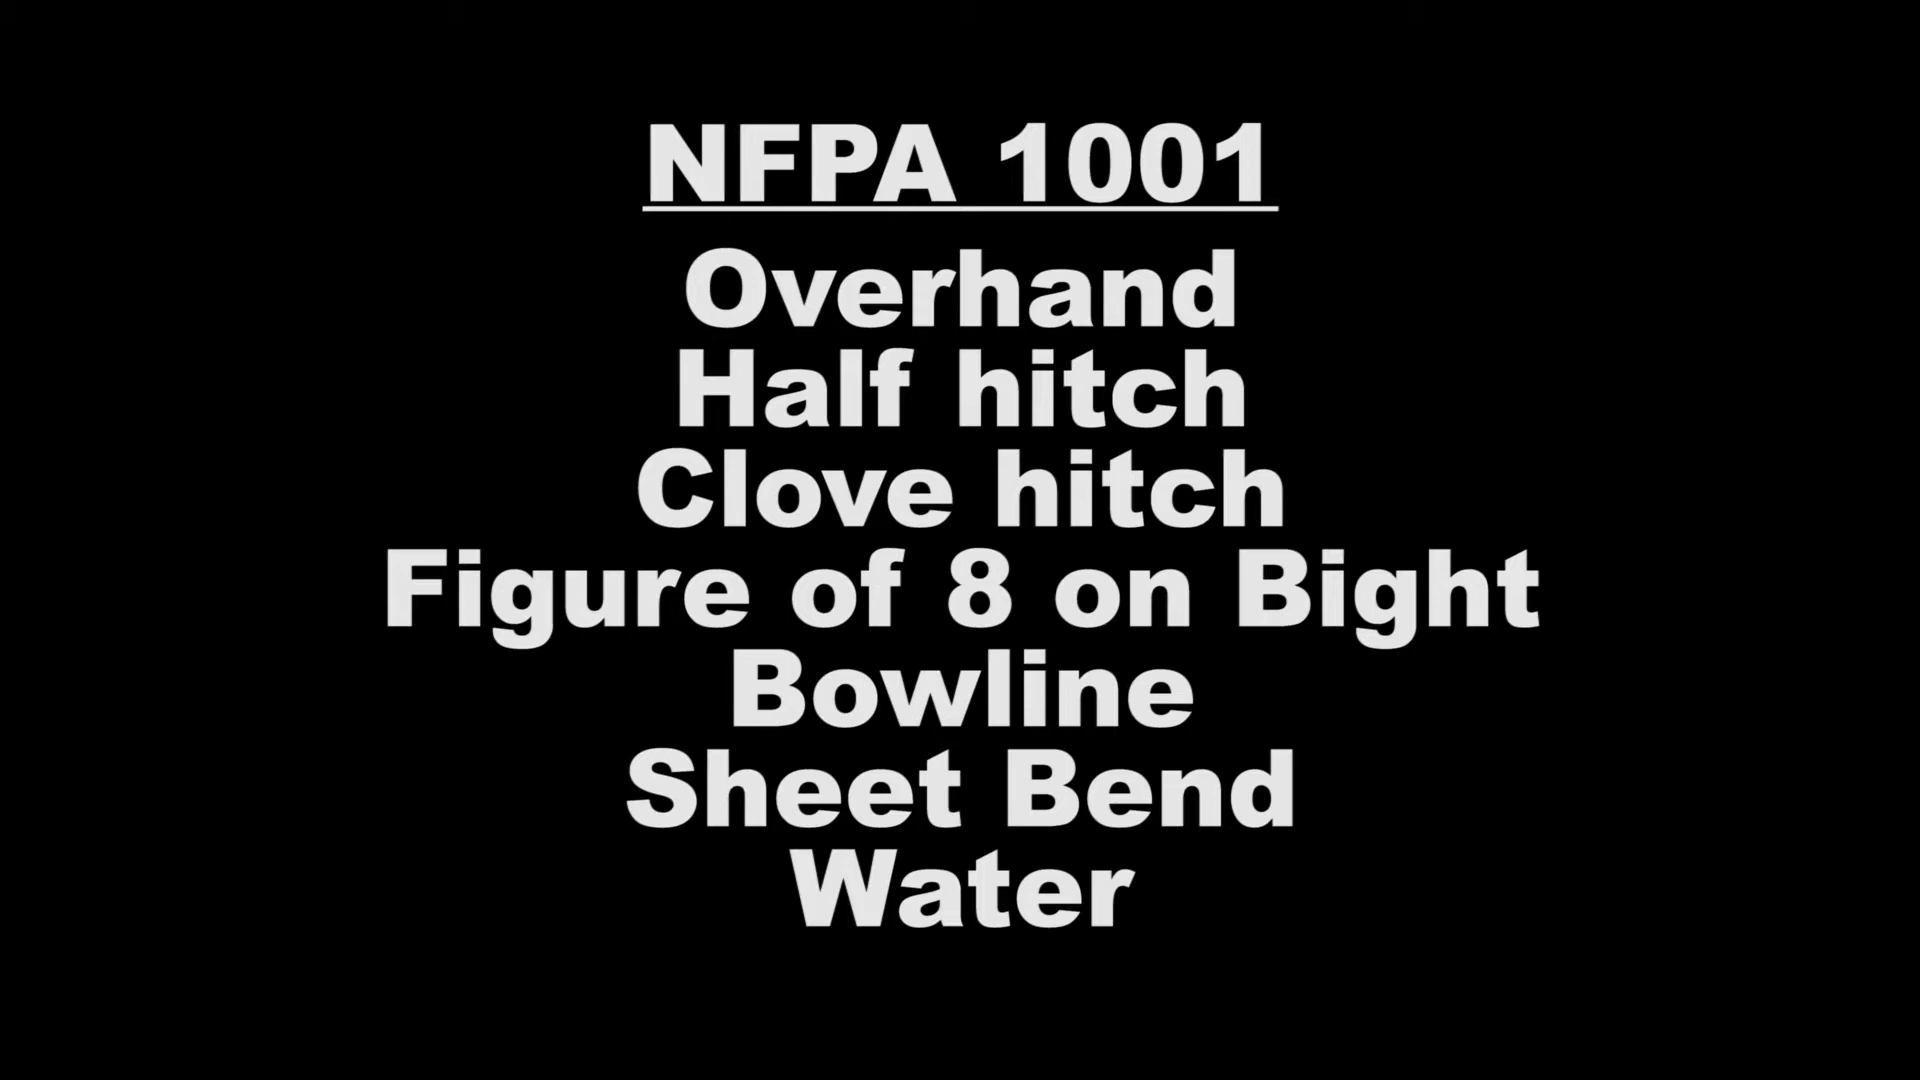 NFPA 1001
Overhand
Half hitch
Clove hitch
Figure of 8 on Bight
Bowline
Sheet Bend
Water